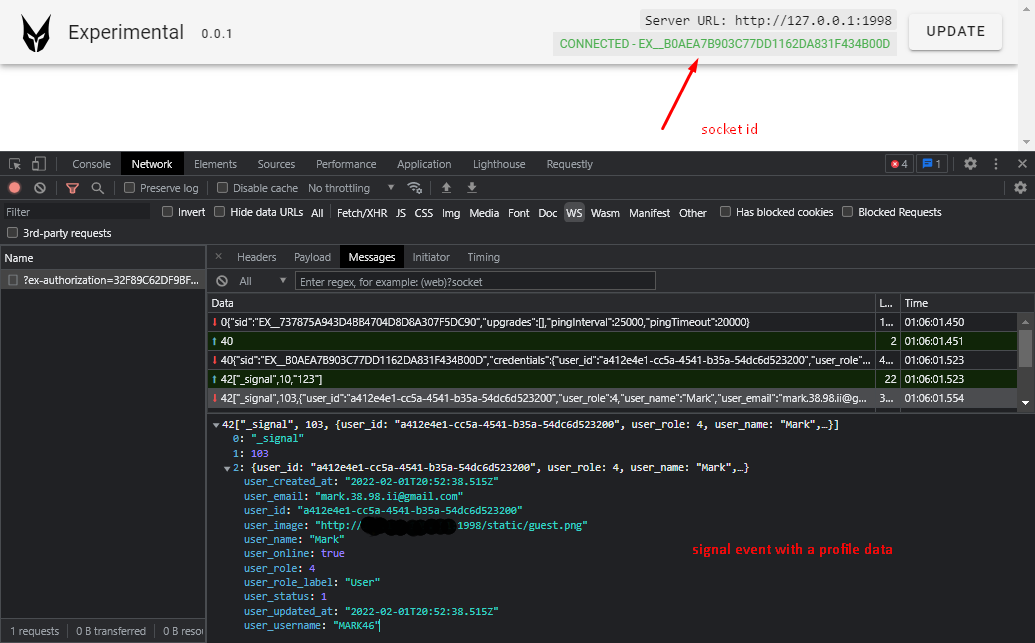 Experimental 0.0.1
Server URL: http://127.0.0.1:1998
CONNECTED - EX__B0AEA7B903C77DD1162DA831F434B00D
UPDATE
socket id
Console Network Elements Sources Performance Application Lighthouse Requestly 4 1
Preserve log Disable cache No throttling
Filter Invert Hide data URLs All Fetch/XHR JS CSS Img Media Font Doc WS Wasm Manifest Other Has blocked cookies Blocked Requests
3rd-party requests
Name
?ex-authorization=32F89C62DF9BF...
Headers Payload Messages Initiator Timing
All Enter regex, for example: (web)?socket
Data L... Time
0{"sid":"EX__737875A943D4BB4704D8D8A307F5DC90","upgrades":[],"pingInterval":25000,"pingTimeout":20000} 1... 01:06:01.450
40 2 01:06:01.451
40{"sid":"EX__B0AEA7B903C77DD1162DA831F434B00D","credentials":{"user_id":"a412e4e1-cc5a-4541-b35a-54dc6d523200","user_role"... 4... 01:06:01.523
42["_signal",10,"123"] 22 01:06:01.523
42["_signal",103,{"user_id":"a412e4e1-cc5a-4541-b35a-54dc6d523200","user_role":4,"user_name":"Mark","user_email":"mark.38.98.ii@g... 3... 01:06:01.554
42["_signal", 103, {user_id: "a412e4e1-cc5a-4541-b35a-54dc6d523200", user_role: 4, user_name: "Mark",…}]
0: "_signal"
1: 103
2: {user_id: "a412e4e1-cc5a-4541-b35a-54dc6d523200", user_role: 4, user_name: "Mark",…}
user_created_at: "2022-02-01T20:52:38.515Z"
user_email: "mark.38.98.ii@gmail.com"
user_id: "a412e4e1-cc5a-4541-b35a-54dc6d523200"
user_image: "http:// 1998/static/guest.png"
user_name: "Mark"
user_online: true
user_role: 4
user_role_label: "User"
user_status: 1
user_updated_at: "2022-02-01T20:52:38.515Z"
user_username: "MARK46"
signal event with a profile data
1 requests 0 B transferred 0 B resou